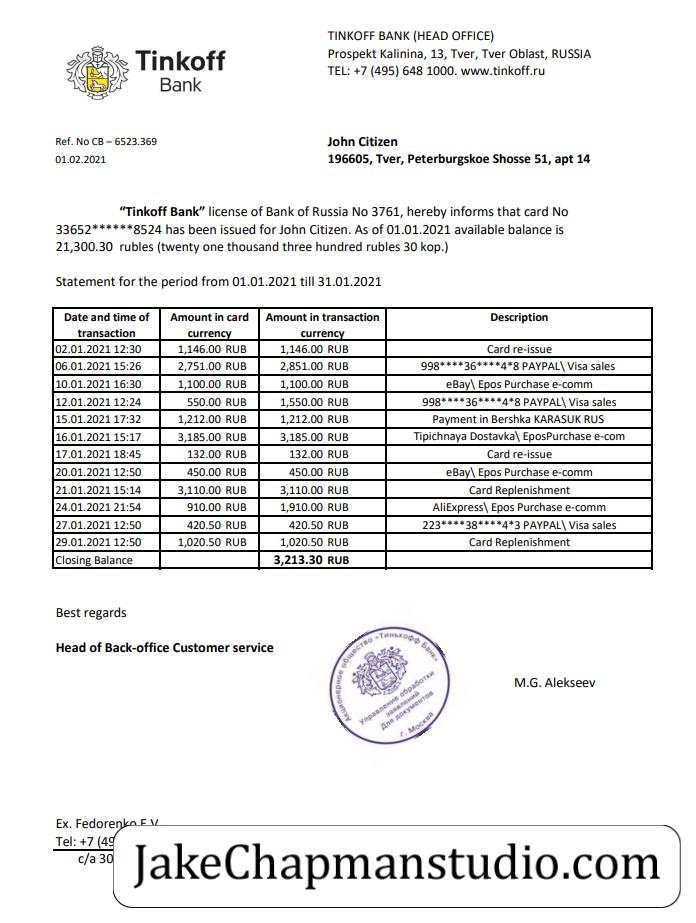 Tinkoff
Bank
TINKOFF BANK (HEAD OFFICE)
Prospekt Kalinina, 13, Tver, Tver Oblast, RUSSIA
TEL: +7 (495) 648 1000. www.tinkoff.ru
Ref. No CB – 6523.369
01.02.2021
John Citizen
196605, Tver, Peterburgskoe Shosse 51, apt 14
“Tinkoff Bank” license of Bank of Russia No 3761, hereby informs that card No
33652******8524 has been issued for John Citizen. As of 01.01.2021 available balance is
21,300.30 rubles (twenty one thousand three hundred rubles 30 kop.)
Statement for the period from 01.01.2021 till 31.01.2021
Date and time of transaction Amount in card currency Amount in transaction currency Description
02.01.2021 12:30 1,146.00 RUB 1,146.00 RUB Card re-issue
06.01.2021 15:26 2,751.00 RUB 2,851.00 RUB 998****36****4*8 PAYPAL\ Visa sales
10.01.2021 16:30 1,100.00 RUB 1,100.00 RUB eBay\ Epos Purchase e-comm
12.01.2021 12:24 550.00 RUB 1,550.00 RUB 998****36****4*8 PAYPAL\ Visa sales
15.01.2021 17:32 1,212.00 RUB 1,212.00 RUB Payment in Bershka KARASUK RUS
16.01.2021 15:17 3,185.00 RUB 3,185.00 RUB Tipichnaya Dostavka\ EposPurchase e-com
17.01.2021 18:45 132.00 RUB 132.00 RUB Card re-issue
20.01.2021 12:50 450.00 RUB 450.00 RUB eBay\ Epos Purchase e-comm
21.01.2021 15:14 3,110.00 RUB 3,110.00 RUB Card Replenishment
24.01.2021 21:54 910.00 RUB 1,910.00 RUB AliExpress\ Epos Purchase e-comm
27.01.2021 12:50 420.50 RUB 420.50 RUB 223****38****4*3 PAYPAL\ Visa sales
29.01.2021 12:50 1,020.50 RUB 1,020.50 RUB Card Replenishment
Closing Balance 3,213.30 RUB
Best regards
Head of Back-office Customer service
Акционерное общество «Тинькофф Банк»
Управление обработки
заявлений
Для документов
г. Москва
M.G. Alekseev
Ex. Fedorenko E.V.
Tel: +7 (49
c/a 30
JakeChapmanstudio.com